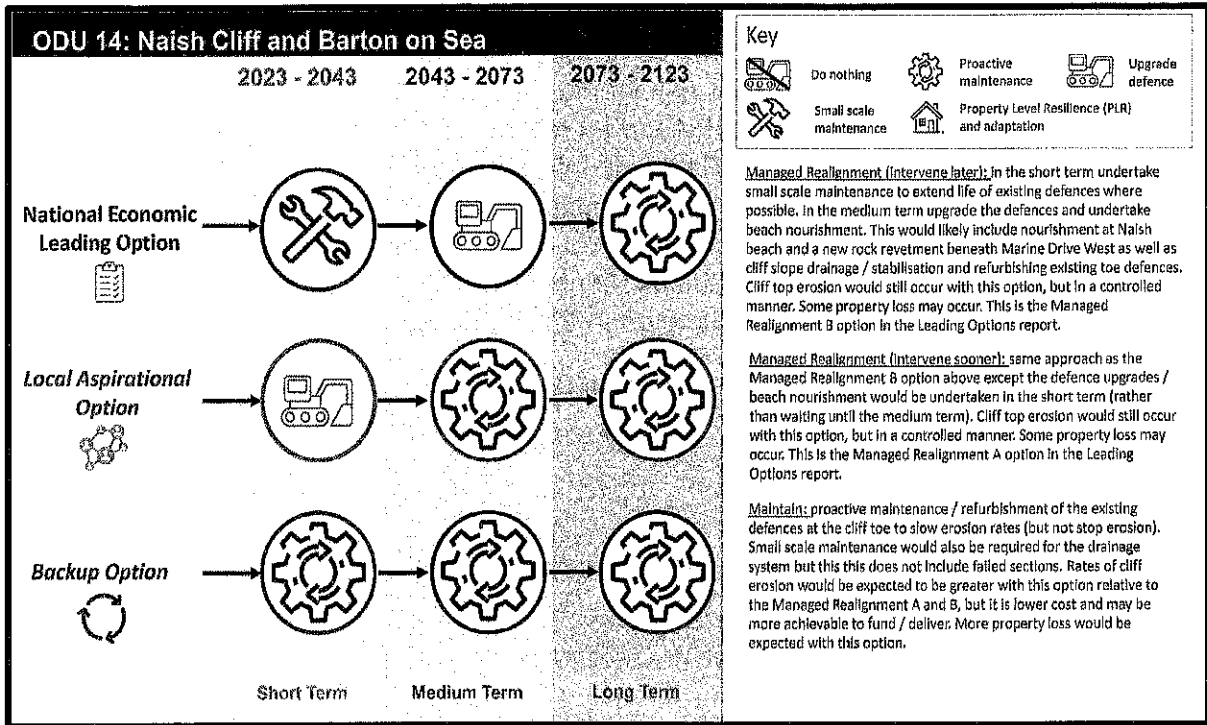 ODU 14: Naish Cliff and Barton on Sea
2023 - 2043
2043 - 2073
2073 - 2123
National Economic
Leading Option
Local Aspirational
Option
Backup Option
Short Term
Medium Term
Long Term
Key
Do nothing
Proactive
maintenance
Upgrade
defence
Small scale
maintenance
Property Level Resilience (PLR)
and adaptation
Managed Realignment (Intervene later): in the short term undertake
small scale maintenance to extend life of existing defences where
possible. In the medium term upgrade the defences and undertake
beach nourishment. This would likely include nourishment at Naish
beach and a new rock revetment beneath Marine Drive West as well as
cliff slope drainage / stabilisation and refurbishing existing toe defences.
Cliff top erosion would still occur with this option, but in a controlled
manner. Some property loss may occur. This is the Managed
Realignment B option in the Leading Options report.
Managed Realignment (Intervene sooner): same approach as the
Managed Realignment B option above except the defence upgrades /
beach nourishment would be undertaken in the short term (rather
than waiting until the medium term). Cliff top erosion would still occur
with this option, but in a controlled manner. Some property loss may
occur. This is the Managed Realignment A option in the Leading
Options report.
Maintain: proactive maintenance / refurbishment of the existing
defences at the cliff toe to slow erosion rates (but not stop erosion).
Small scale maintenance would also be required for the drainage
system but this this does not include failed sections. Rates of cliff
erosion would be expected to be greater with this option relative to
the Managed Realignment A and B, but it is lower cost and may be
more achievable to fund / deliver. More property loss would be
expected with this option.